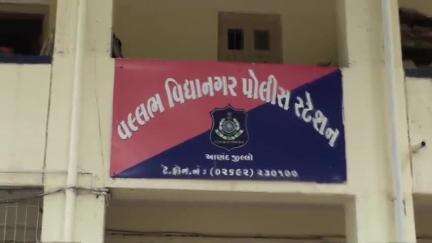 વલ્લભ વિદ્યાનગર પોલીસ સ્ટેશન
આણંદ જીલ્લો
ટે.ફોન.નં : (૦૨૬૯૨) ૨૩૦૧૦૦